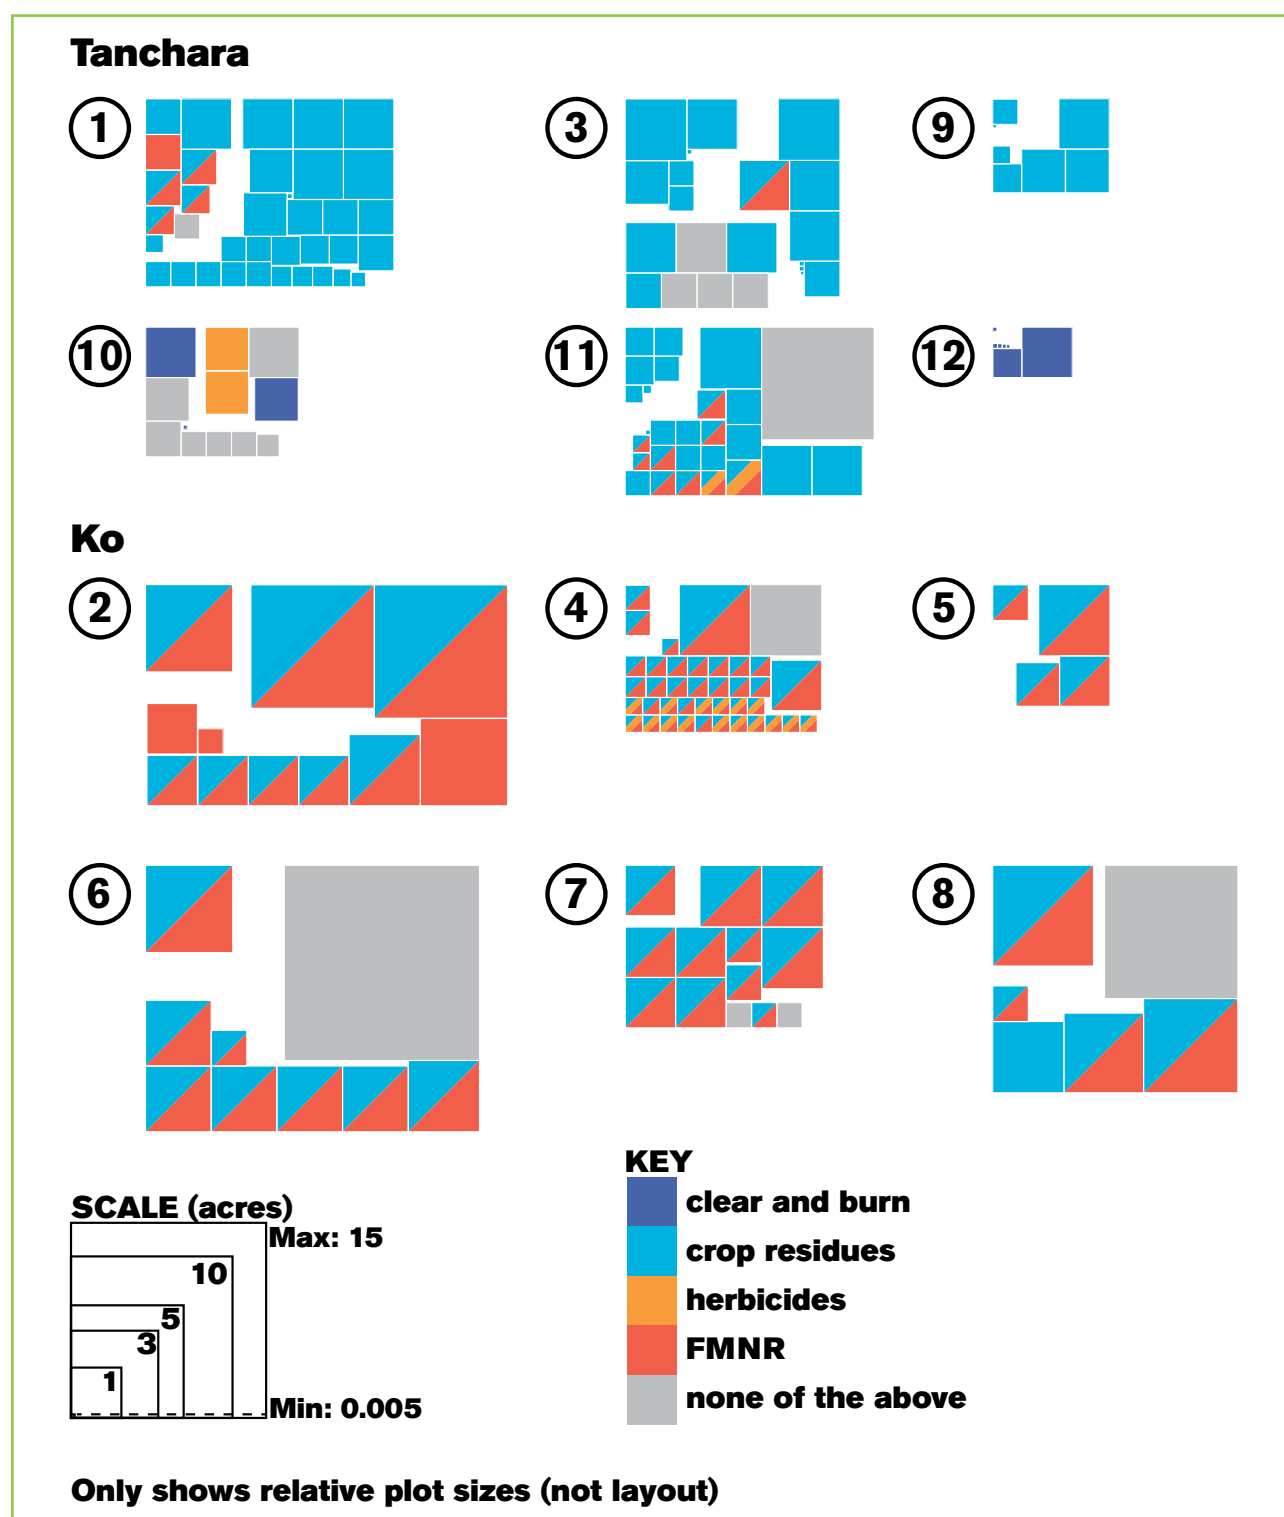 Tanchara
1
3
9
10
11
12
Ko
2
4
5
6
7
8
KEY
SCALE (acres)
Max: 15
10
5
3
1
Min: 0.005
clear and burn
crop residues
herbicides
FMNR
none of the above
Only shows relative plot sizes (not layout)